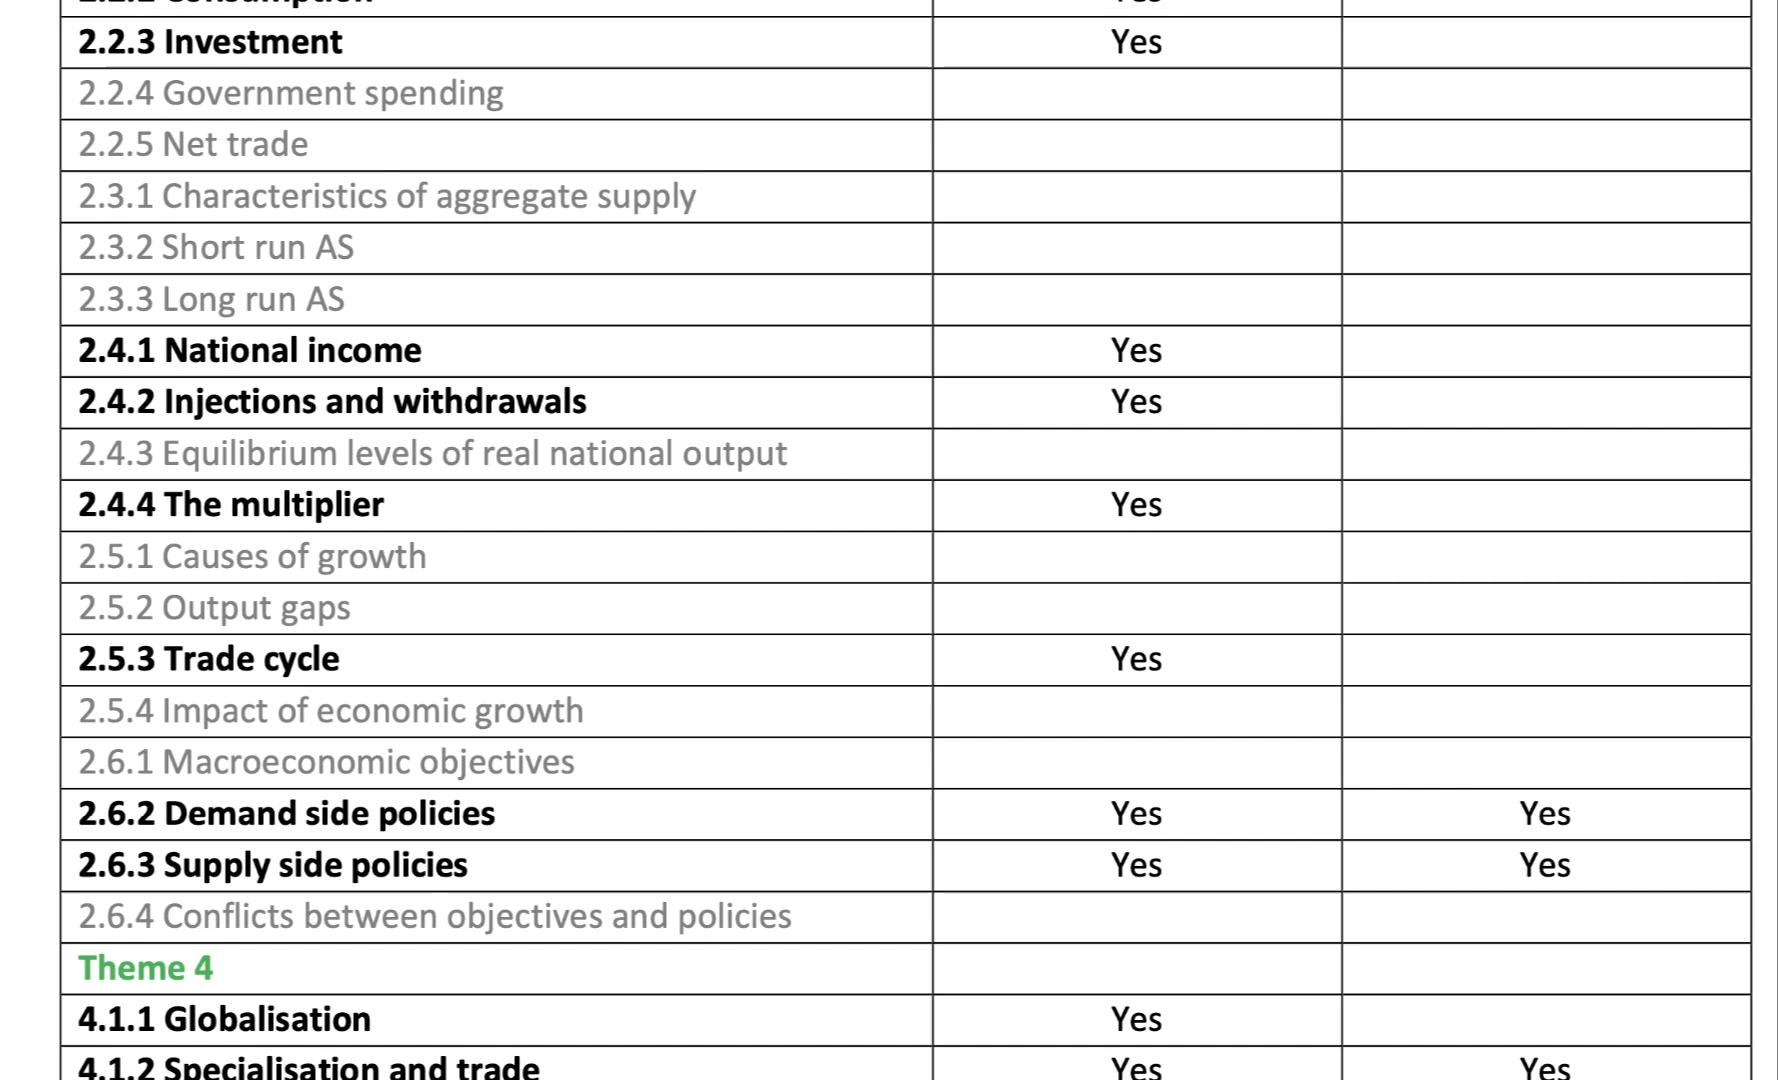 2.2.2 Consumption Yes
2.2.3 Investment Yes
2.2.4 Government spending
2.2.5 Net trade
2.3.1 Characteristics of aggregate supply
2.3.2 Short run AS
2.3.3 Long run AS
2.4.1 National income Yes
2.4.2 Injections and withdrawals Yes
2.4.3 Equilibrium levels of real national output
2.4.4 The multiplier Yes
2.5.1 Causes of growth
2.5.2 Output gaps
2.5.3 Trade cycle Yes
2.5.4 Impact of economic growth
2.6.1 Macroeconomic objectives
2.6.2 Demand side policies Yes Yes
2.6.3 Supply side policies Yes Yes
2.6.4 Conflicts between objectives and policies
Theme 4
4.1.1 Globalisation Yes
4.1.2 Specialisation and trade Yes Yes